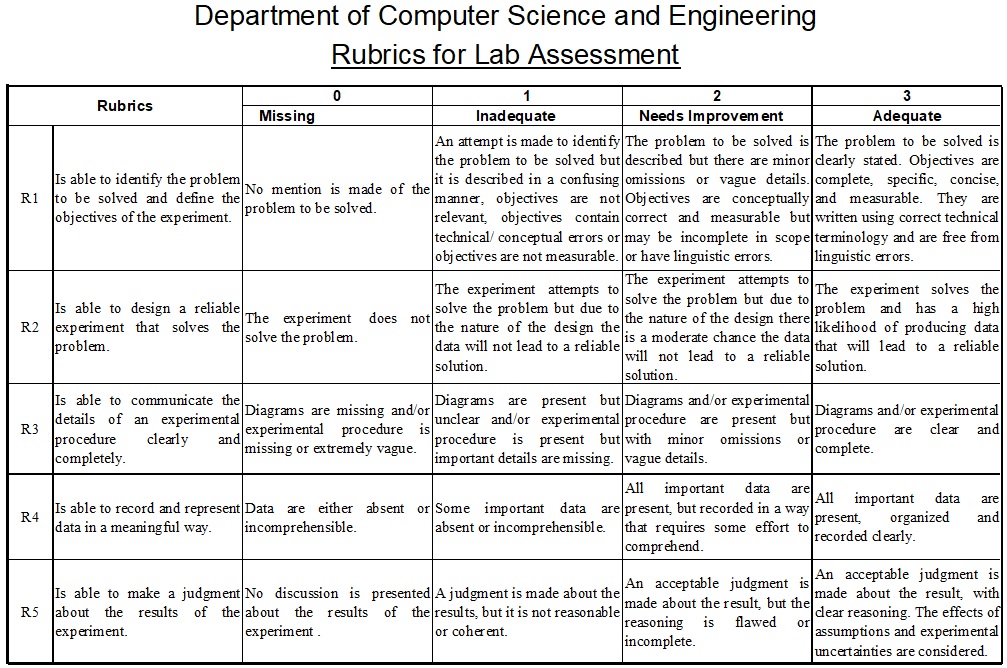 Department of Computer Science and Engineering
Rubrics for Lab Assessment
Rubrics
0
1
2
3
Missing
Inadequate
Needs Improvement
Adequate
R1
Is able to identify the problem
to be solved and define the
objectives of the experiment.
No mention is made of the
problem to be solved.
An attempt is made to identify
the problem to be solved but
it is described in a confusing
manner, objectives are not
relevant, objectives contain
technical/ conceptual errors or
objectives are not measurable.
The problem to be solved is
described but there are minor
omissions or vague details.
Objectives are conceptually
correct and measurable but
may be incomplete in scope
or have linguistic errors.
The problem to be solved is
clearly stated. Objectives are
complete, specific, concise,
and measurable. They are
written using correct technical
terminology and are free from
linguistic errors.
R2
Is able to design a reliable
experiment that solves the
problem.
The experiment does not
solve the problem.
The experiment attempts to
solve the problem but due to
the nature of the design the
data will not lead to a reliable
solution.
The experiment attempts to
solve the problem but due to
the nature of the design there
is a moderate chance the data
will not lead to a reliable
solution.
The experiment solves the
problem and has a high
likelihood of producing data
that will lead to a reliable
solution.
R3
Is able to communicate the
details of an experimental
procedure clearly and
completely.
Diagrams are missing and/or
experimental procedure is
missing or extremely vague.
Diagrams are present but
unclear and/or experimental
procedure is present but
important details are missing.
Diagrams and/or experimental
procedure are present but
with minor omissions or
vague details.
Diagrams and/or experimental
procedure are clear and
complete.
R4
Is able to record and represent
data in a meaningful way.
Data are either absent or
incomprehensible.
Some important data are
absent or incomprehensible.
All important data are
present, but recorded in a way
that requires some effort to
comprehend.
All important data are
present, organized and
recorded clearly.
R5
Is able to make a judgment
about the results of the
experiment.
No discussion is presented
about the results of the
experiment .
A judgment is made about the
results, but it is not reasonable
or coherent.
An acceptable judgment is
made about the result, but the
reasoning is flawed or
incomplete.
An acceptable judgment is
made about the result, with
clear reasoning. The effects of
assumptions and experimental
uncertainties are considered.